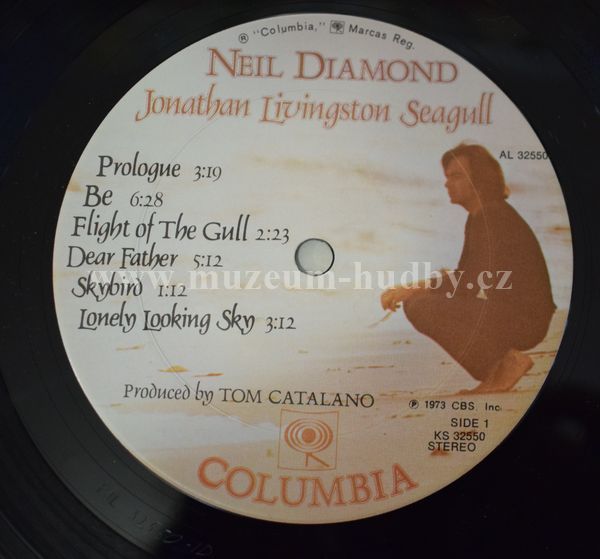 ® "Columbia," Marcas Reg.
NEIL DIAMOND
Jonathan Livingston Seagull
AL 32550
Prologue 3:19
Be 6:28
Flight of The Gull 2:23
Dear Father 5:12
www.muzeum-hudby.cz
Skybird 1:12
Lonely Looking Sky 3:12
Produced by TOM CATALANO
℗ 1973 CBS. Inc.
SIDE 1
KS 32550
STEREO
COLUMBIA